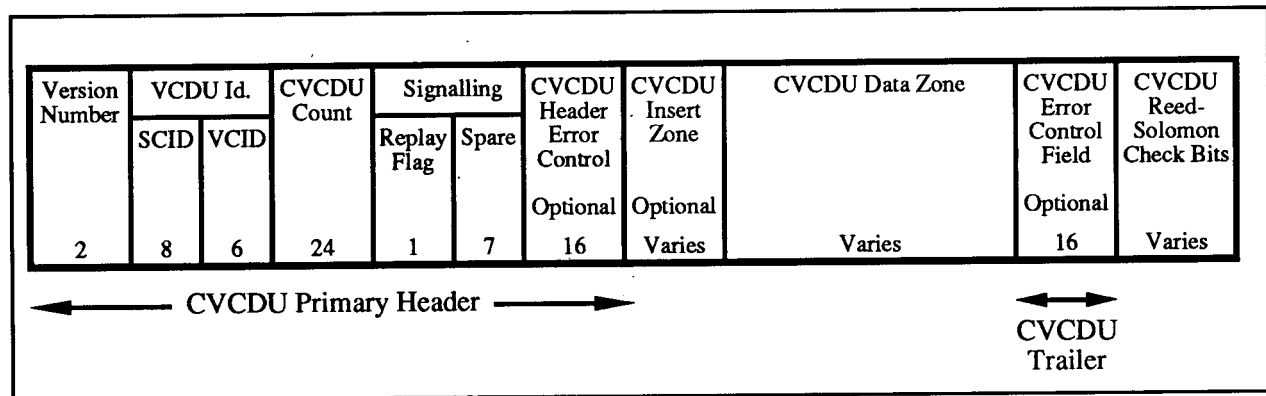 Version Number
2
VCDU Id.
SCID
8
VCID
6
CVCDU Count
24
Signalling
Replay Flag
1
Spare
7
CVCDU Header Error Control
Optional
16
CVCDU Insert Zone
Optional
Varies
CVCDU Data Zone
Varies
CVCDU Error Control Field
Optional
16
CVCDU Reed-Solomon Check Bits
Varies
CVCDU Primary Header
CVCDU Trailer